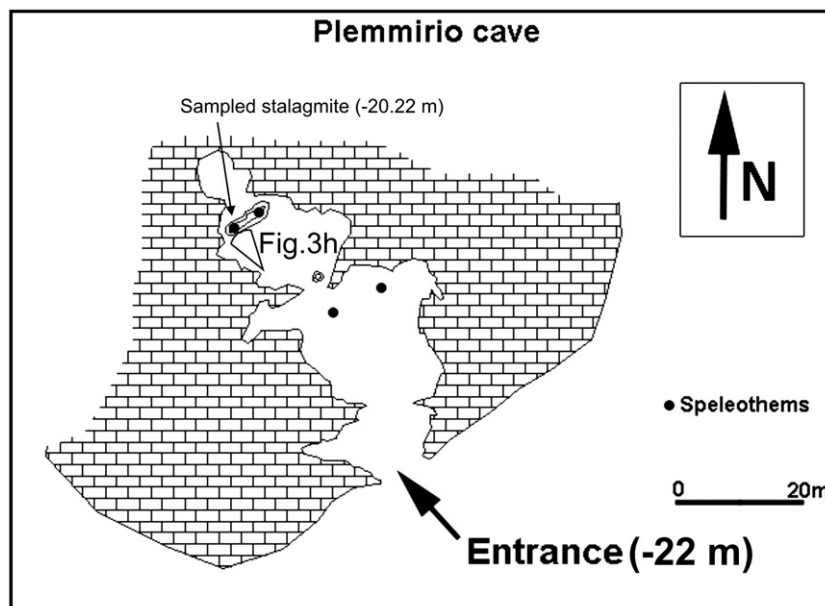 Plemmirio cave
Sampled stalagmite (-20.22 m)
N
Fig.3h
Speleothems
0 20m
Entrance (-22 m)